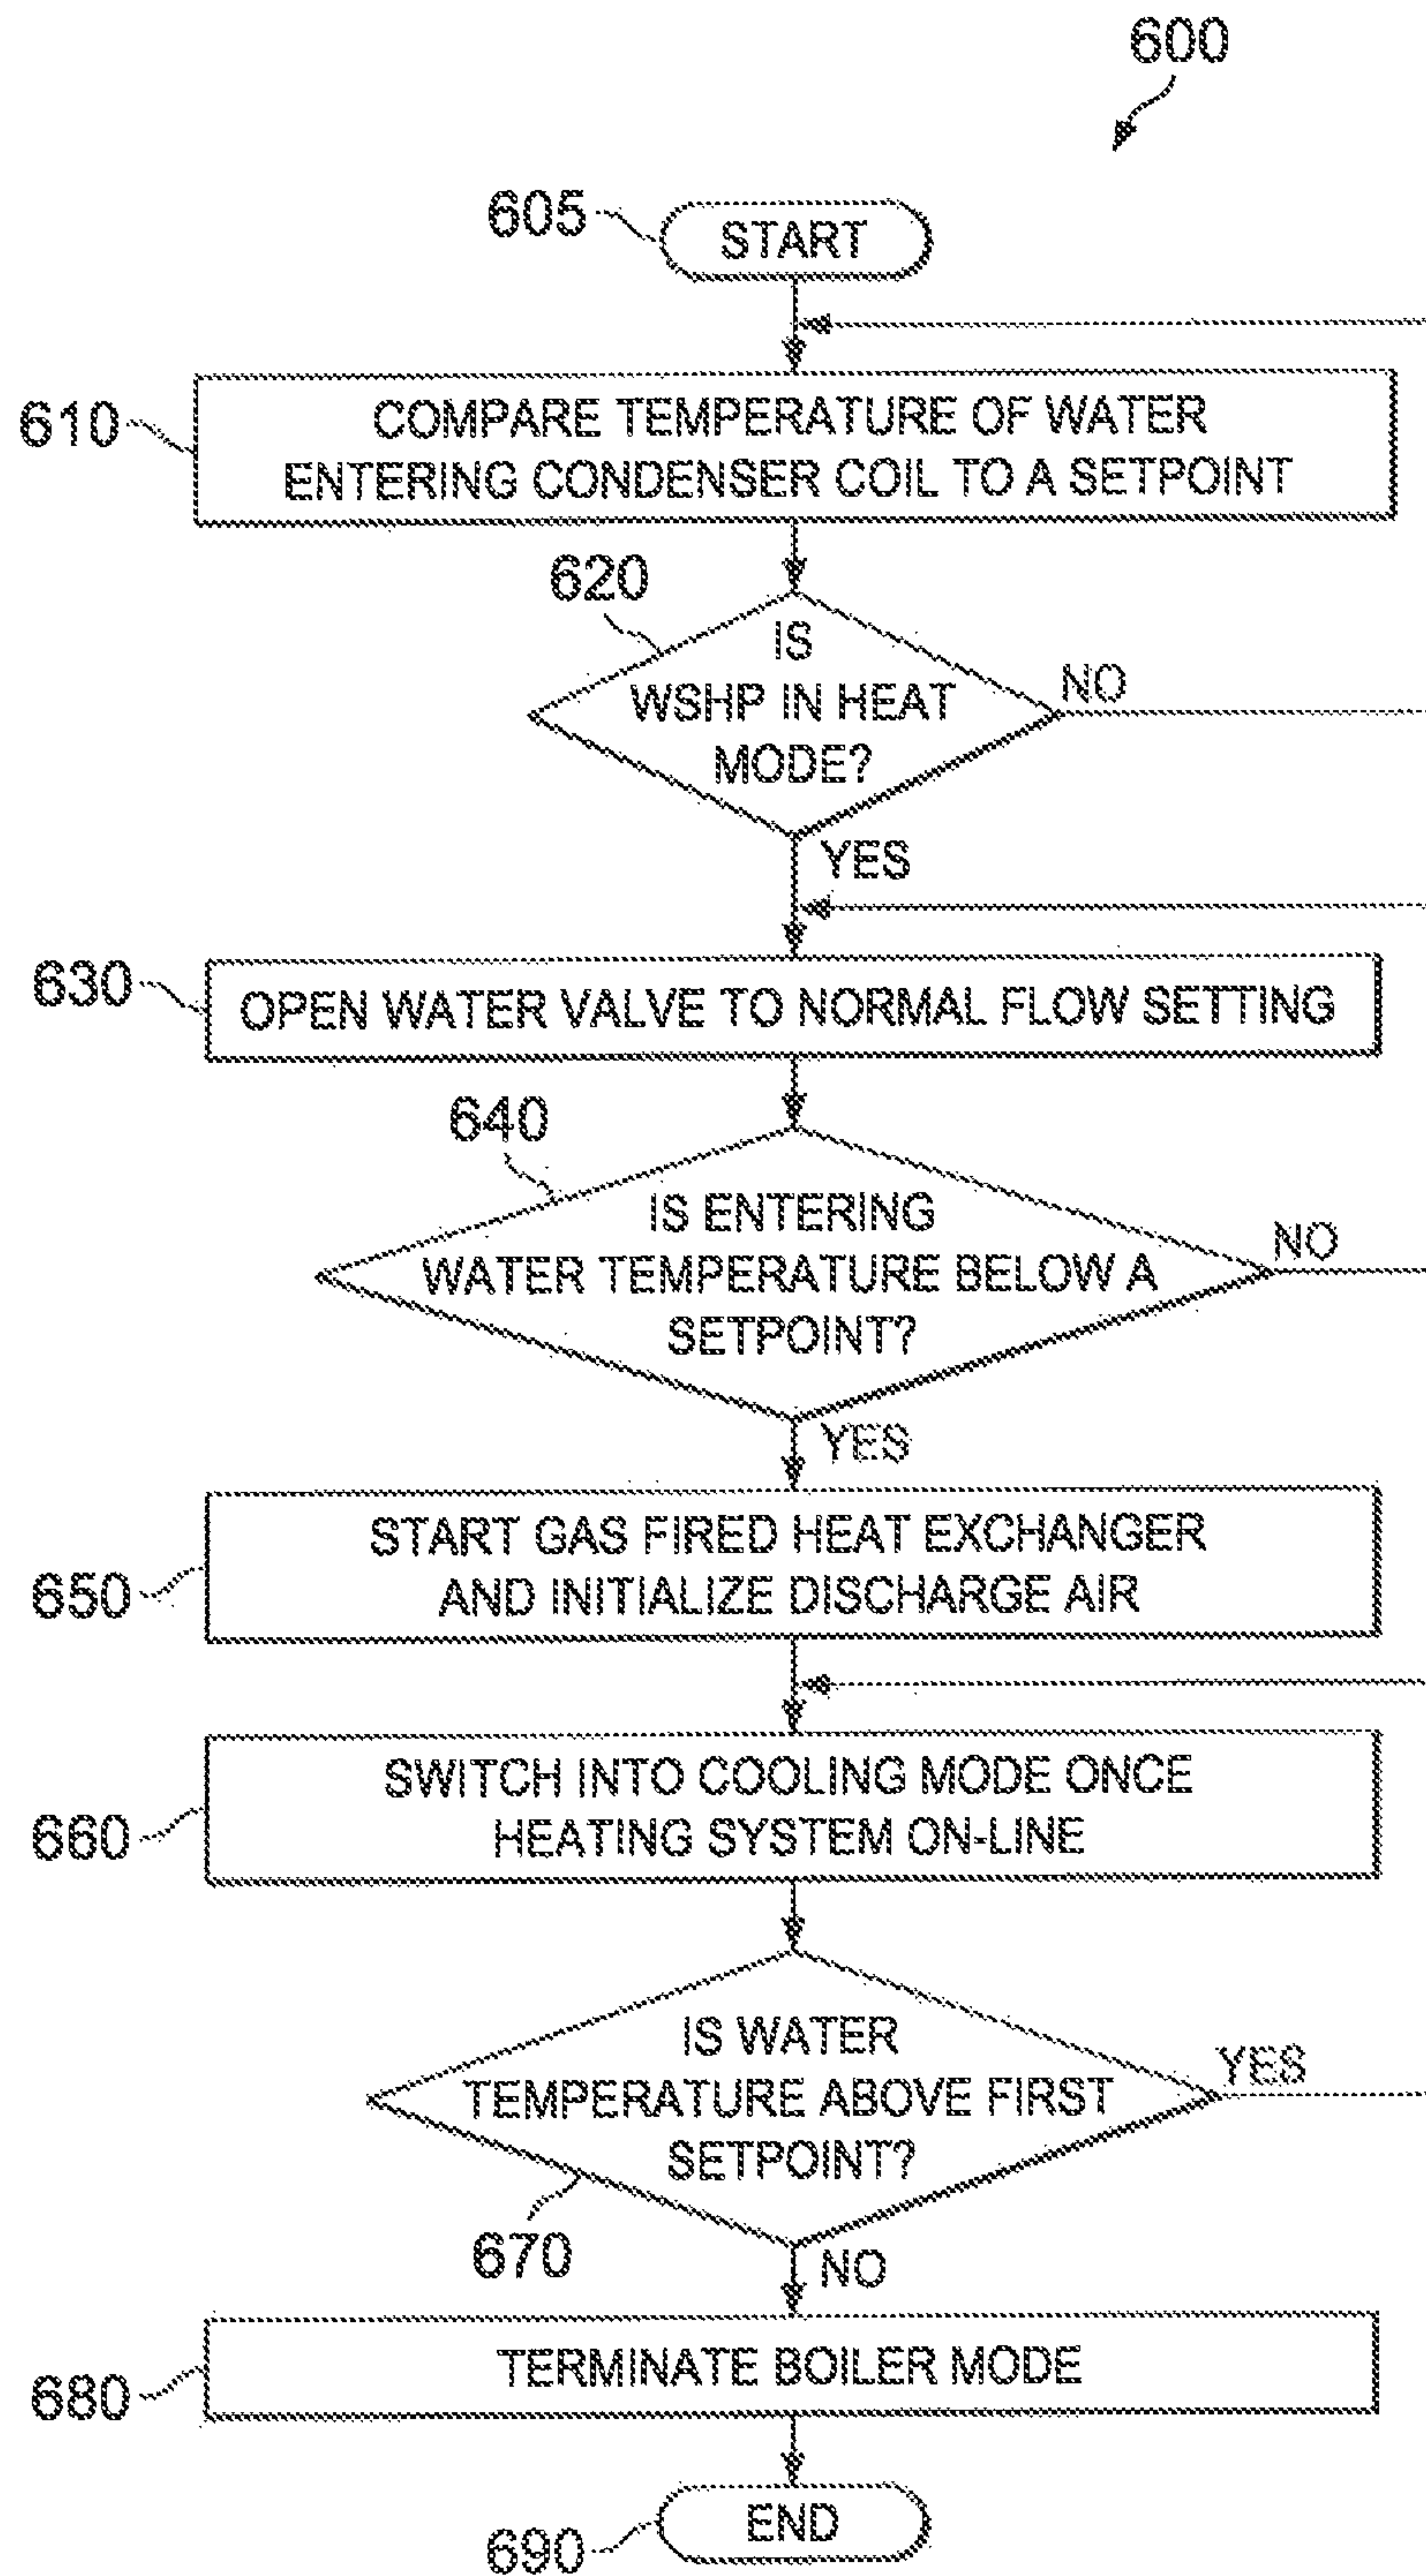 600
605
START
610
COMPARE TEMPERATURE OF WATER
ENTERING CONDENSER COIL TO A SETPOINT
620
IS
WSHP IN HEAT
MODE?
NO
YES
630
OPEN WATER VALVE TO NORMAL FLOW SETTING
640
IS ENTERING
WATER TEMPERATURE BELOW A
SETPOINT?
NO
YES
650
START GAS FIRED HEAT EXCHANGER
AND INITIALIZE DISCHARGE AIR
660
SWITCH INTO COOLING MODE ONCE
HEATING SYSTEM ON-LINE
IS WATER
TEMPERATURE ABOVE FIRST
SETPOINT?
YES
670
NO
680
TERMINATE BOILER MODE
690
END